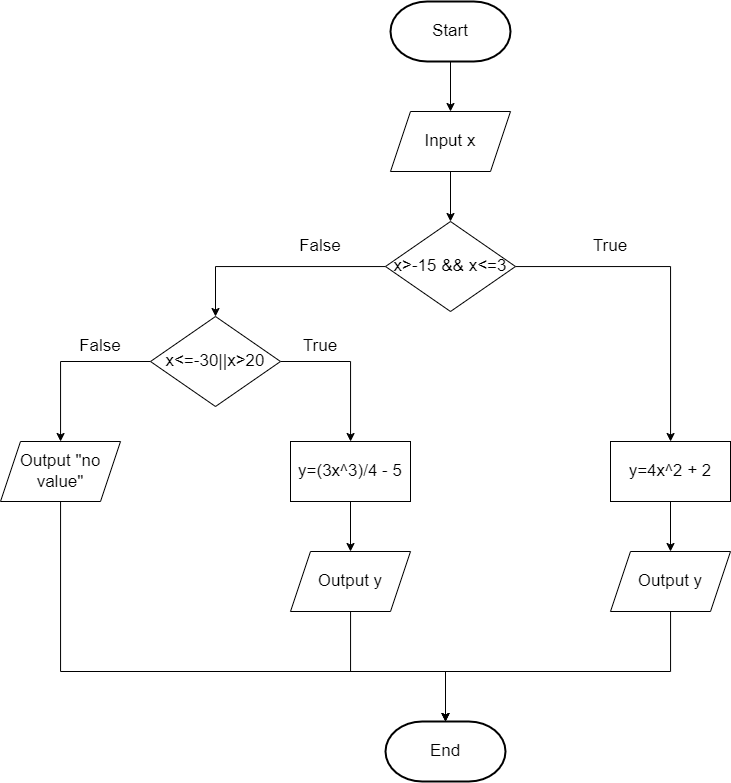 Start
Input x
False
True
x>-15 && x<=3
False
True
x<=-30||x>20
Output "no
value"
y=(3x^3)/4 - 5
y=4x^2 + 2
Output y
Output y
End